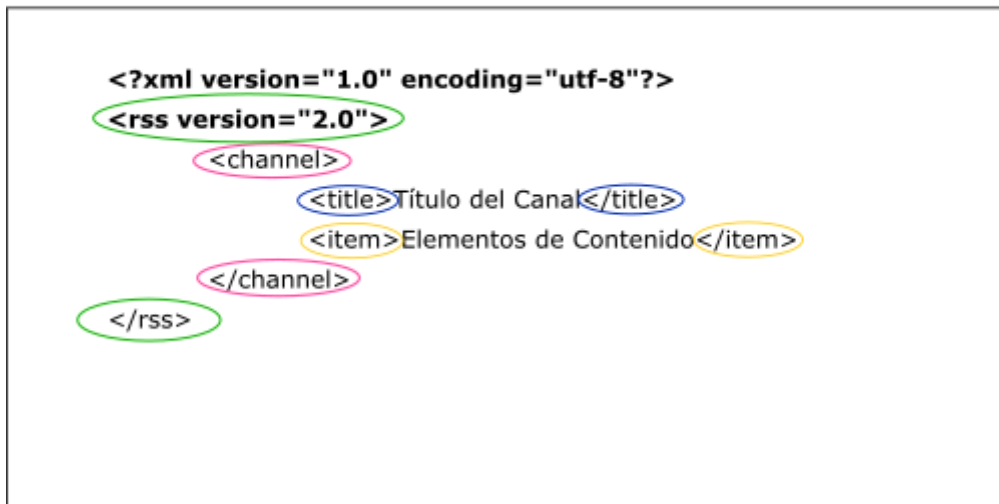 <?xml version="1.0" encoding="utf-8"?>
<rss version="2.0">
<channel>
<title>Título del Canal</title>
<item>Elementos de Contenido</item>
</channel>
</rss>